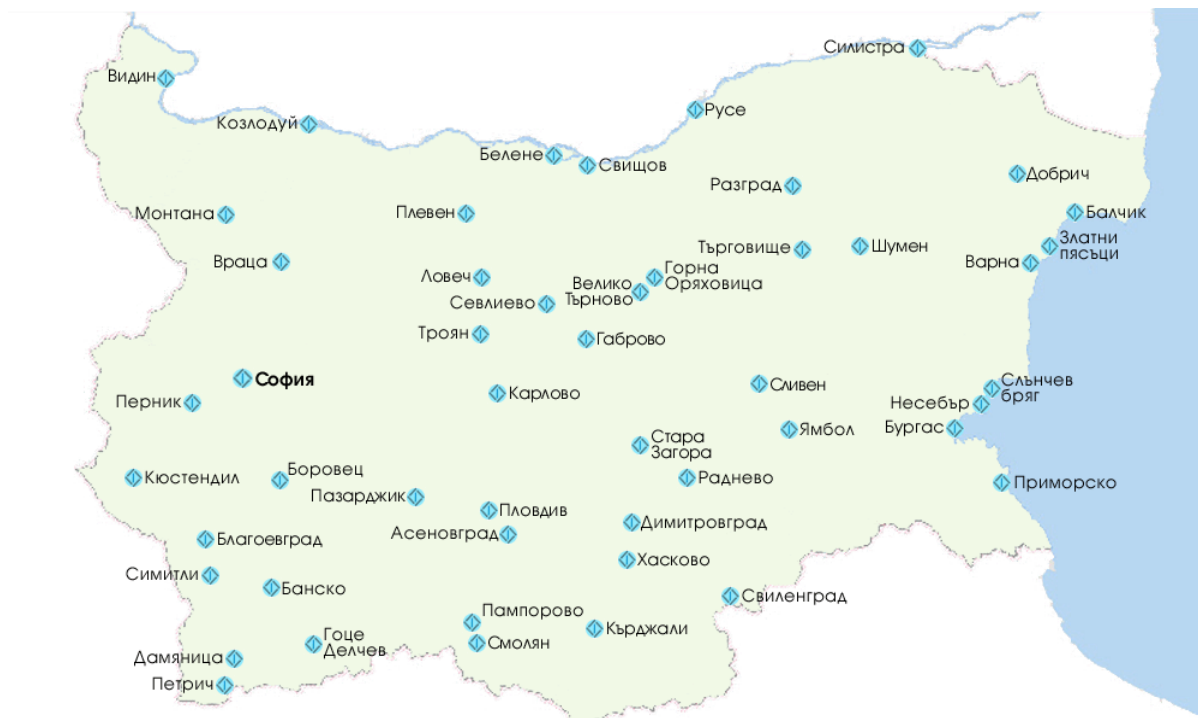 Силистра
Видин
Русе
Козлодуй
Белене
Свищов
Добрич
Разград
Плевен
Монтана
Балчик
Златни
пясъци
Търговище
Шумен
Враца
Варна
Ловеч
Горна
Оряховица
Велико
Търново
Севлиево
Троян
Габрово
София
Слънчев
бряг
Сливен
Карлово
Перник
Несебър
Бургас
Ямбол
Стара
Загора
Боровец
Кюстендил
Раднево
Приморско
Пазарджик
Пловдив
Димитровград
Асеновград
Благоевград
Хасково
Симитли
Банско
Свиленград
Пампорово
Кърджали
Гоце
Делчев
Смолян
Дамяница
Петрич